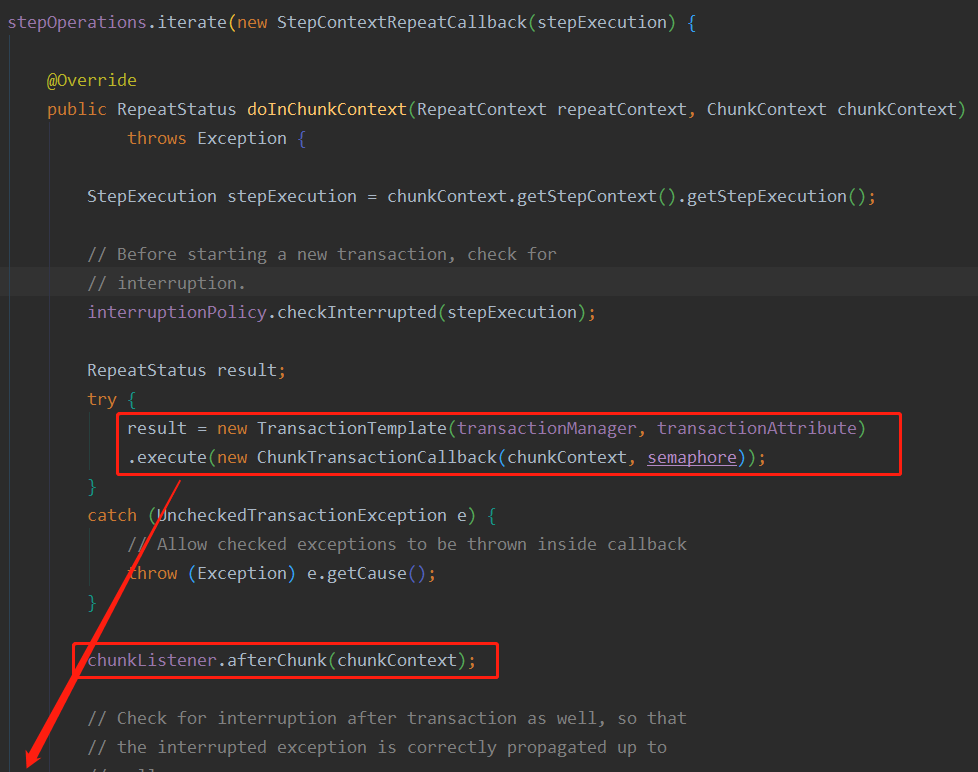 stepOperations.iterate(new StepContextRepeatCallback(stepExecution) {
@Override
public RepeatStatus doInChunkContext(RepeatContext repeatContext, ChunkContext chunkContext)
throws Exception {
StepExecution stepExecution = chunkContext.getStepContext().getStepExecution();
// Before starting a new transaction, check for
// interruption.
interruptionPolicy.checkInterrupted(stepExecution);
RepeatStatus result;
try {
result = new TransactionTemplate(transactionManager, transactionAttribute)
.execute(new ChunkTransactionCallback(chunkContext, semaphore));
}
catch (UncheckedTransactionException e) {
// Allow checked exceptions to be thrown inside callback
throw (Exception) e.getCause();
}
chunkListener.afterChunk(chunkContext);
// Check for interruption after transaction as well, so that
// the interrupted exception is correctly propagated up to